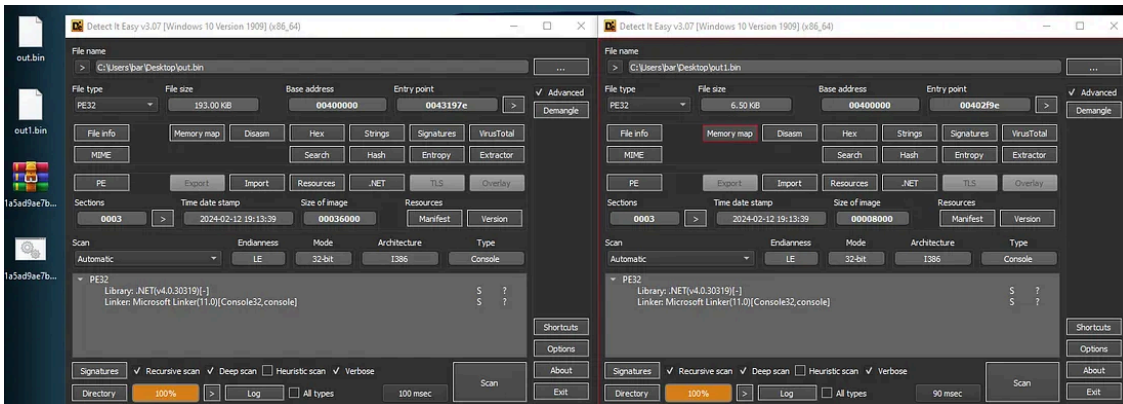 out.bin
out1.bin
1a5ad9ae7b...
1a5ad9ae7b...
Detect It Easy v3.07 [Windows 10 Version 1909] (x86_64)
File name
> C:\Users\bar\Desktop\out.bin ...
File type File size Base address Entry point Advanced
PE32 193.00 KiB 00400000 0043197e > Demangle
File info Memory map Disasm Hex Strings Signatures VirusTotal
MIME Search Hash Entropy Extractor
PE Export Import Resources .NET TLS Overlay
Sections Time date stamp Size of image Resources
0003 > 2024-02-12 19:13:39 00036000 Manifest Version
Scan Endianness Mode Architecture Type
Automatic LE 32-bit I386 Console
PE32
Library: .NET(v4.0.30319)[-] S ?
Linker: Microsoft Linker(11.0)[Console32,console] S ?
Shortcuts
Options
Signatures Recursive scan Deep scan Heuristic scan Verbose About
Directory 100% > Log All types 100 msec Scan Exit
Detect It Easy v3.07 [Windows 10 Version 1909] (x86_64)
File name
> C:\Users\bar\Desktop\out1.bin ...
File type File size Base address Entry point Advanced
PE32 6.50 KiB 00400000 00402f9e > Demangle
File info Memory map Disasm Hex Strings Signatures VirusTotal
MIME Search Hash Entropy Extractor
PE Export Import Resources .NET TLS Overlay
Sections Time date stamp Size of image Resources
0003 > 2024-02-12 19:13:39 00008000 Manifest Version
Scan Endianness Mode Architecture Type
Automatic LE 32-bit I386 Console
PE32
Library: .NET(v4.0.30319)[-] S ?
Linker: Microsoft Linker(11.0)[Console32,console] S ?
Shortcuts
Options
Signatures Recursive scan Deep scan Heuristic scan Verbose About
Directory 100% > Log All types 90 msec Scan Exit